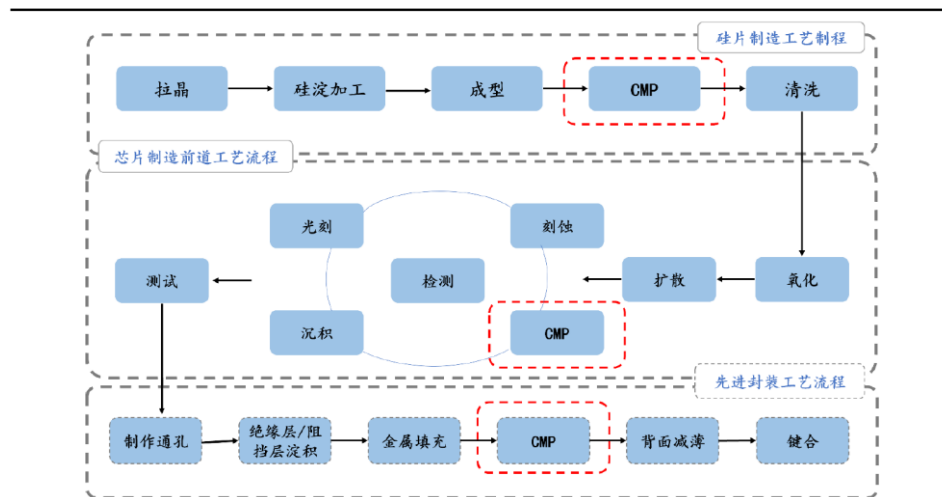 硅片制造工艺制程
拉晶
硅淀加工
成型
CMP
清洗
芯片制造前道工艺流程
光刻
刻蚀
测试
检测
扩散
氧化
沉积
CMP
先进封装工艺流程
制作通孔
绝缘层/阻
挡层淀积
金属填充
CMP
背面减薄
键合